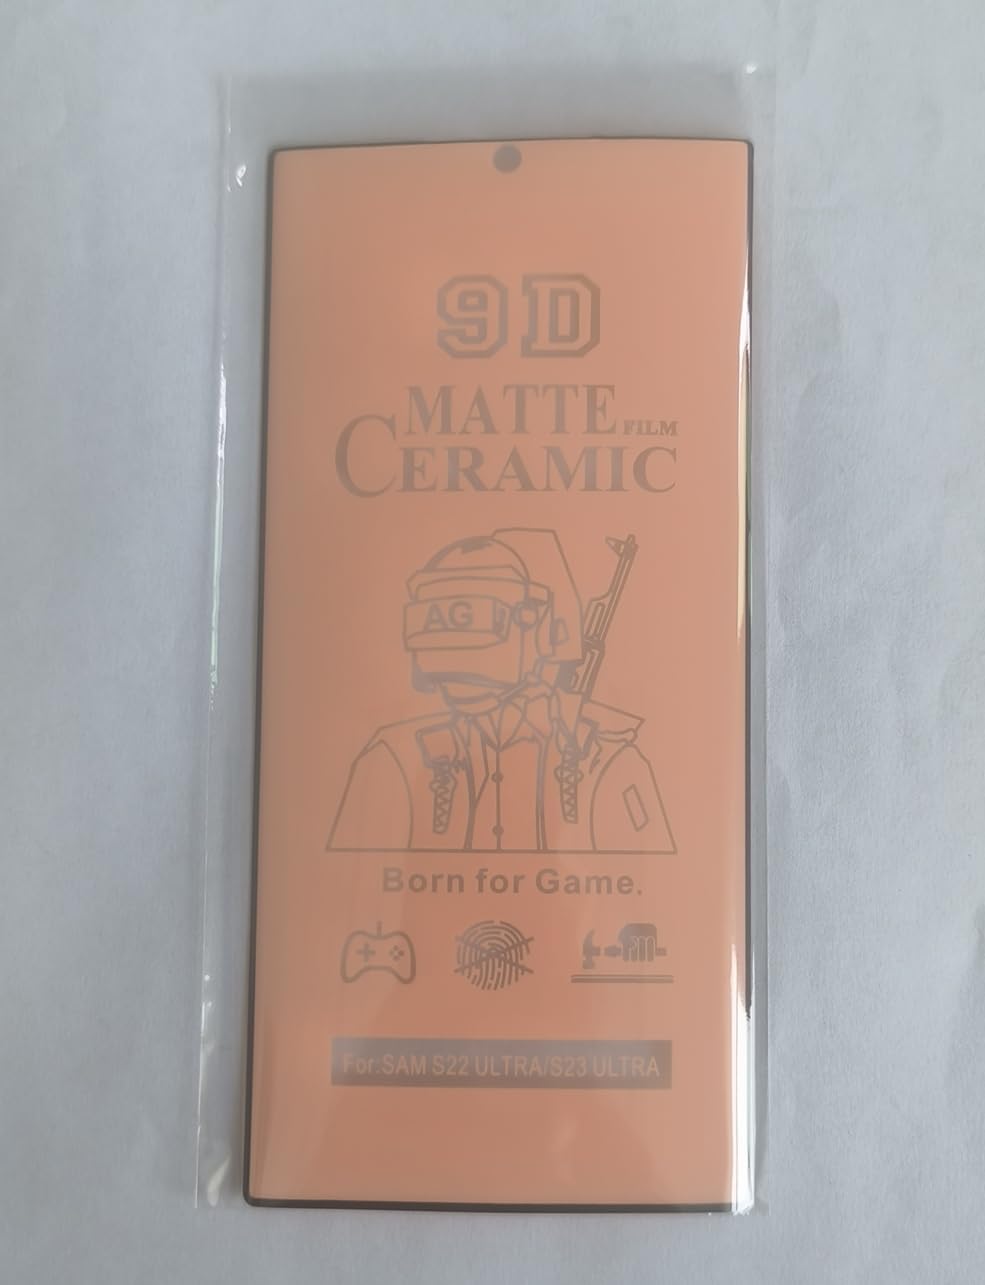 9D
MATTE FILM
CERAMIC
AG
Born for Game.
For:SAM S22 ULTRA/S23 ULTRA